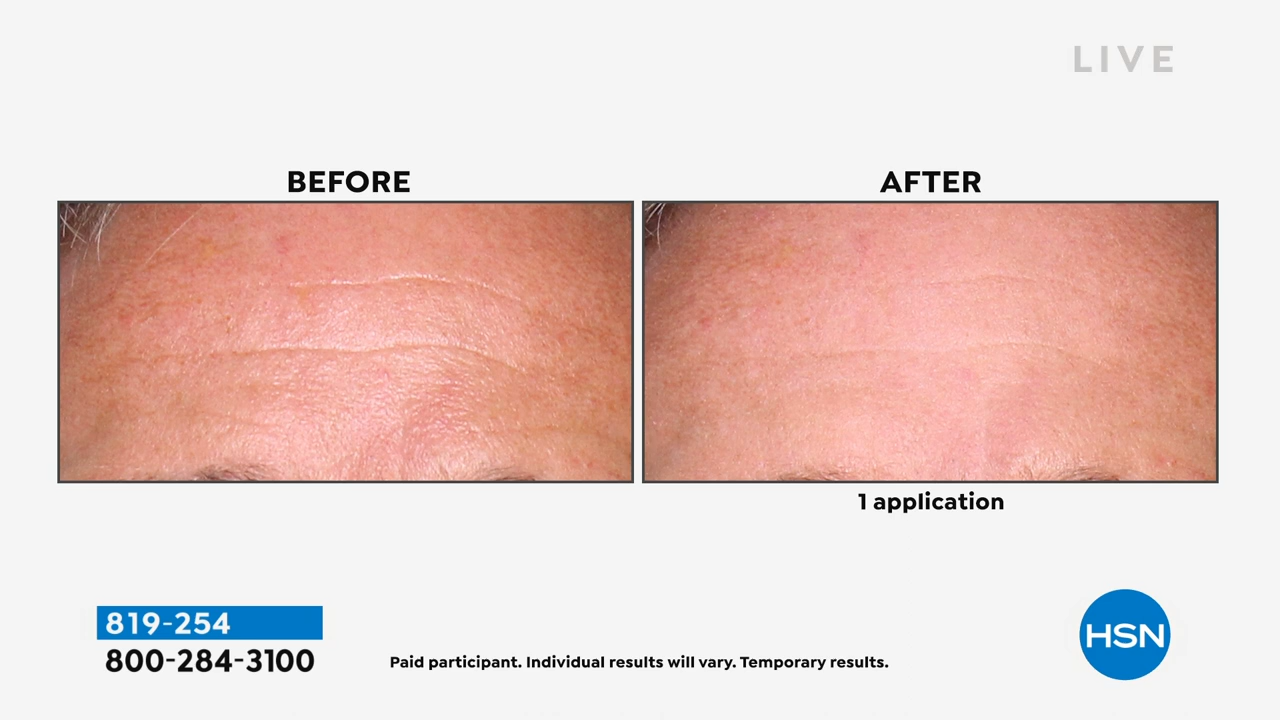 LIVE
BEFORE
AFTER
1 application
819-254
800-284-3100
Paid participant. Individual results will vary. Temporary results.
HSN